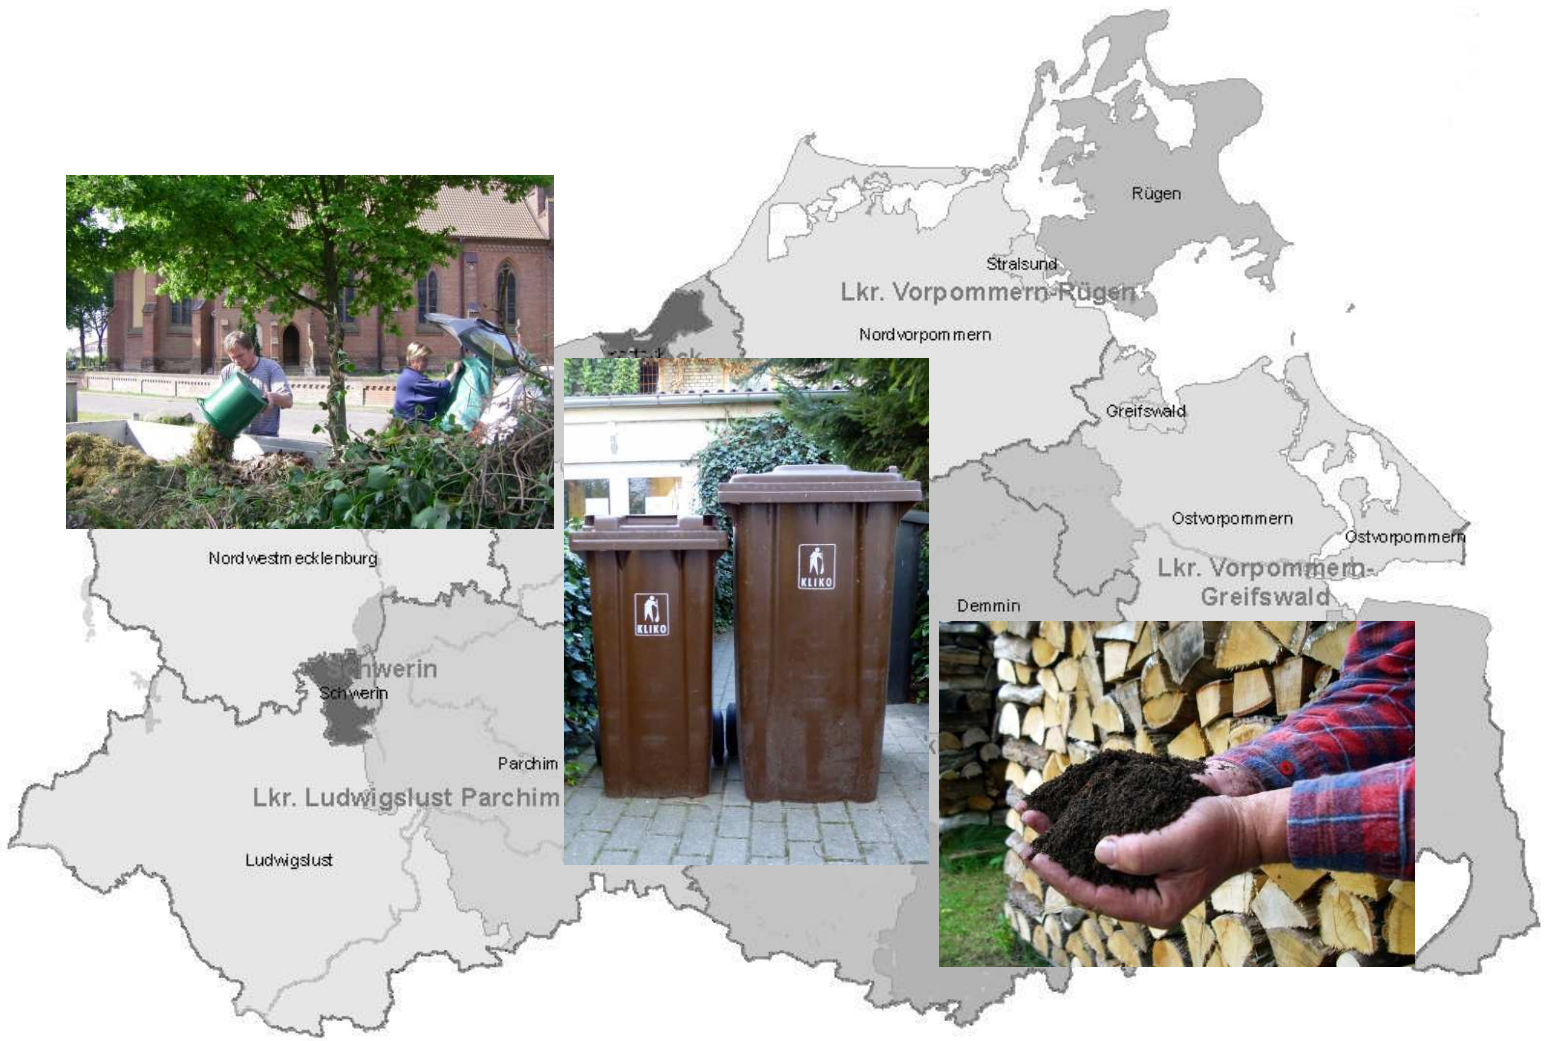 Rügen
Stralsund
Lkr. Vorpommern-Rügen
Nordvorpommern
Greifswald
Ostvorpommern
Ostvorpommern
Lkr. Vorpommern-
Greifswald
Demmin
Nordwestmecklenburg
KLIKO
KLIKO
Schwerin
Schwerin
Parchim
Lkr. Ludwigslust Parchim
Ludwigslust